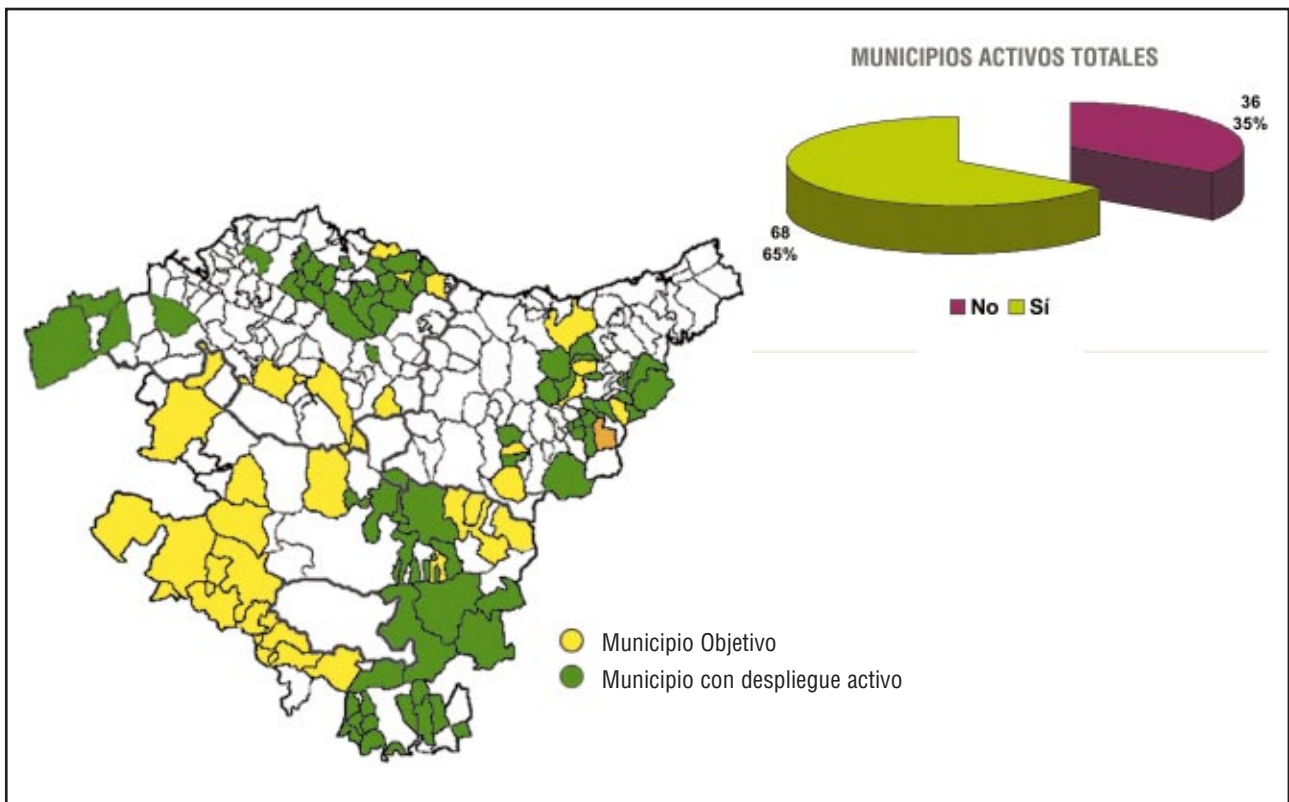 MUNICIPIOS ACTIVOS TOTALES
36
35%
68
65%
No Sí
Municipio Objetivo
Municipio con despliegue activo